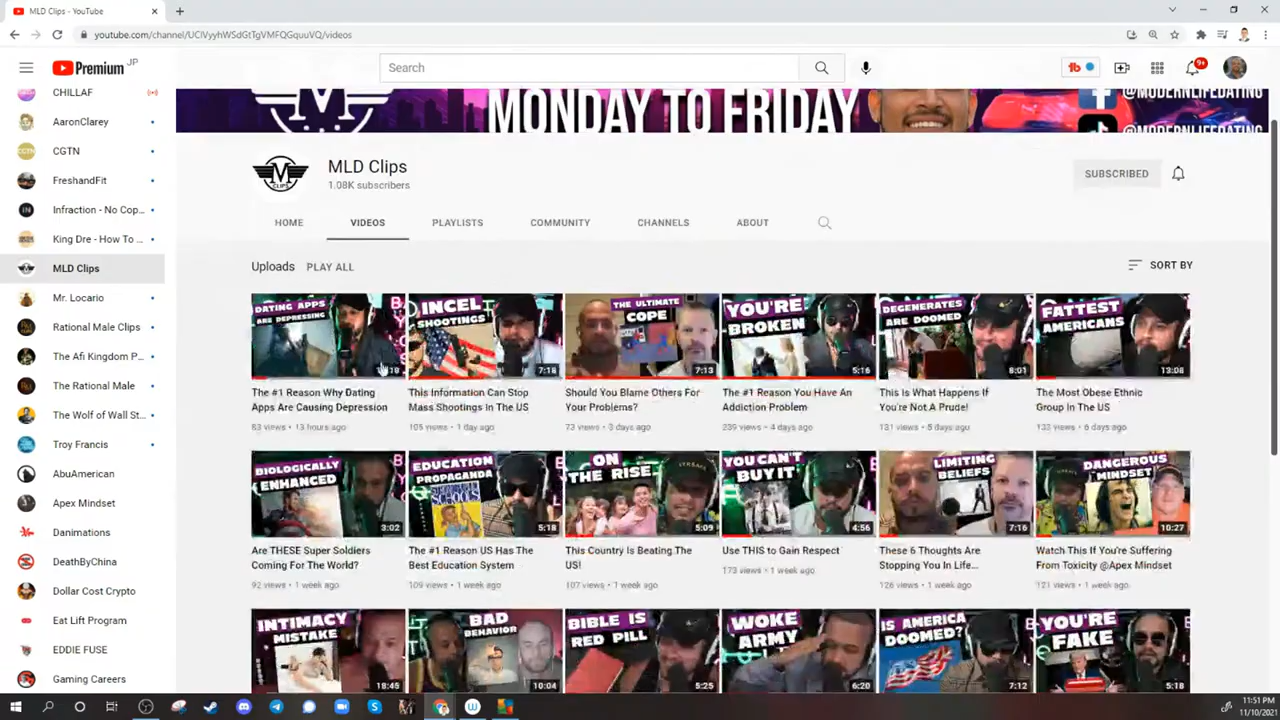 MLD Clips - YouTube
youtube.com/channel/UClVyyhWSdGtTgVMFQGquuVQ/videos
Premium JP
Search
9+
CHILLAF
AaronClarey
CGTN
FreshandFit
Infraction - No Cop...
King Dre - How To ...
MLD Clips
Mr. Locario
Rational Male Clips
The Afi Kingdom P...
The Rational Male
The Wolf of Wall St...
Troy Francis
AbuAmerican
Apex Mindset
Danimations
DeathByChina
Dollar Cost Crypto
Eat Lift Program
EDDIE FUSE
Gaming Careers
MONDAY TO FRIDAY
@MODERNLIFEDATING
@MODERNLIFEDATING
MLD Clips
1.08K subscribers
SUBSCRIBED
HOME VIDEOS PLAYLISTS COMMUNITY CHANNELS ABOUT
Uploads PLAY ALL
SORT BY
DATING APPS
ARE DEPRESSING
The #1 Reason Why Dating
Apps Are Causing Depression
83 views • 13 hours ago
INCEL
SHOOTINGS
7:18
This Information Can Stop
Mass Shootings In The US
105 views • 1 day ago
THE ULTIMATE
COPE
7:13
Should You Blame Others For
Your Problems?
73 views • 3 days ago
YOU'RE
BROKEN
5:16
The #1 Reason You Have An
Addiction Problem
239 views • 4 days ago
DEGENERATES
ARE DOOMED
8:01
This Is What Happens If
You're Not A Prude!
131 views • 5 days ago
FATTEST
AMERICANS
13:08
The Most Obese Ethnic
Group In The US
133 views • 6 days ago
BIOLOGICALLY
ENHANCED
3:02
Are THESE Super Soldiers
Coming For The World?
92 views • 1 week ago
EDUCATION
PROPAGANDA
5:18
The #1 Reason US Has The
Best Education System
109 views • 1 week ago
ON
THE RISE
5:09
This Country Is Beating The
US!
107 views • 1 week ago
YOU CAN'T
BUY IT
4:56
Use THIS to Gain Respect
173 views • 1 week ago
LIMITING
BELIEFS
7:16
These 6 Thoughts Are
Stopping You In Life...
126 views • 1 week ago
DANGEROUS
MINDSET
10:27
Watch This If You're Suffering
From Toxicity @Apex Mindset
121 views • 1 week ago
INTIMACY
MISTAKE
18:45
BAD
BEHAVIOR
10:04
BIBLE IS
RED PILL
5:25
WOKE
ARMY
6:20
IS AMERICA
DOOMED?
7:12
YOU'RE
FAKE
5:18
11:51 PM
11/10/2021